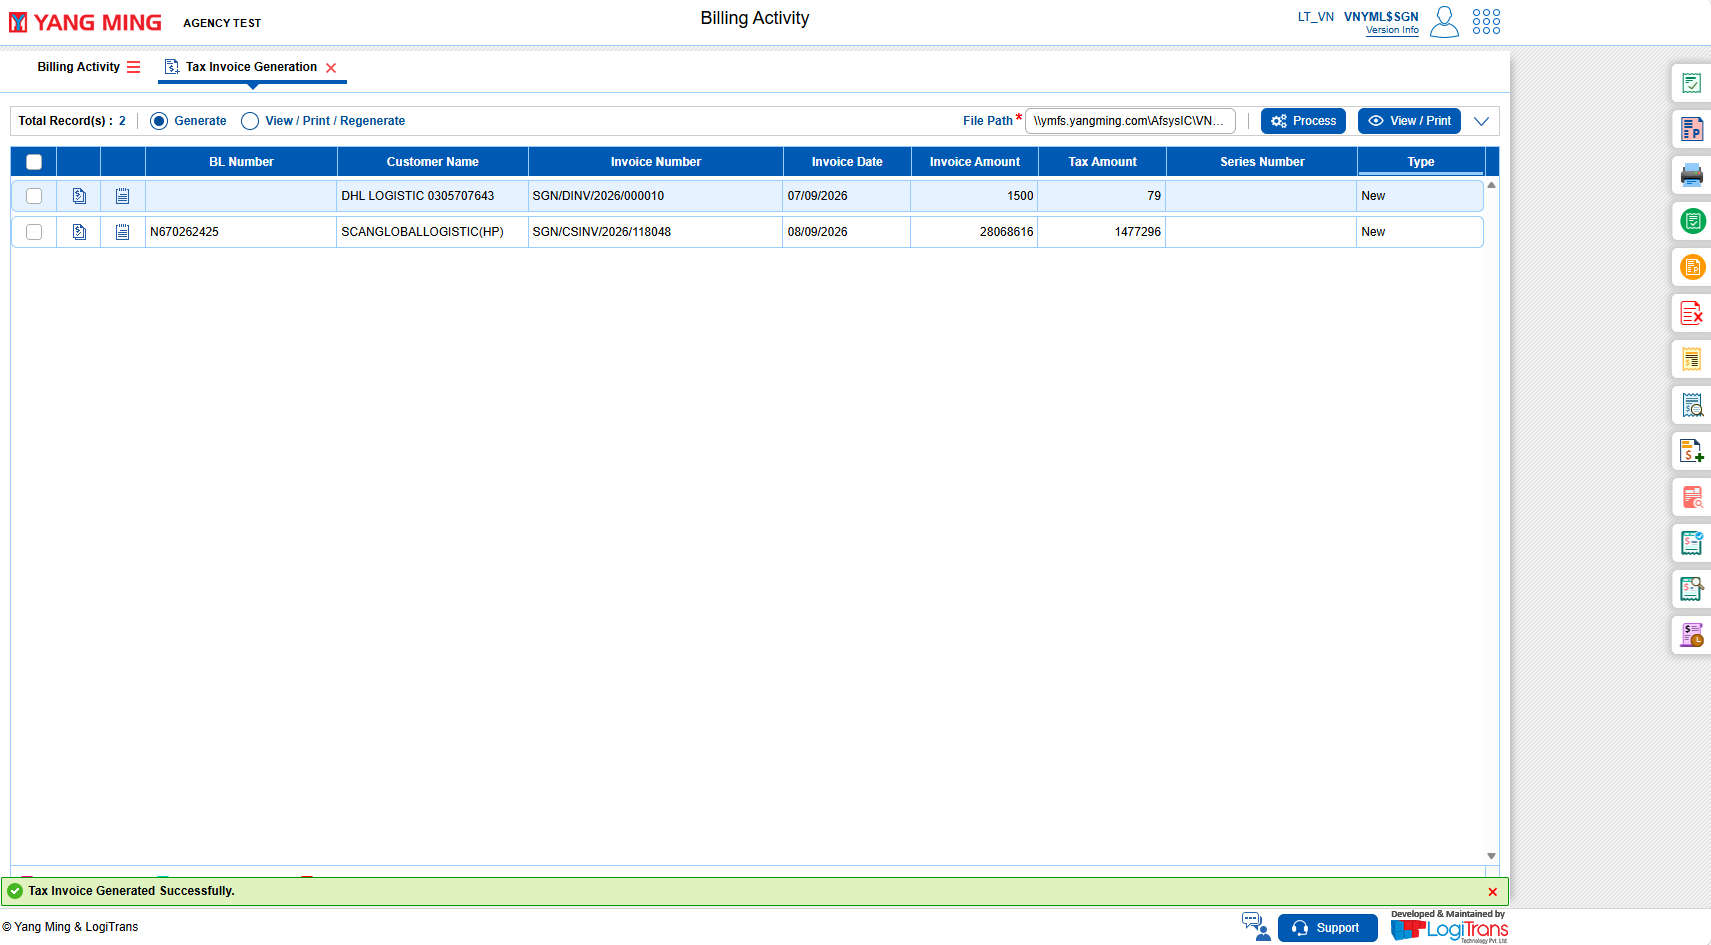 YANG MING
AGENCY TEST
Billing Activity
LT_VN VNYML$SGN
Version Info
Billing Activity
Tax Invoice Generation
Total Record(s) : 2
Generate
View / Print / Regenerate
File Path *
\\ymfs.yangming.com\AfsysIC\VN...
Process
View / Print
BL Number Customer Name Invoice Number Invoice Date Invoice Amount Tax Amount Series Number Type
DHL LOGISTIC 0305707643 SGN/DINV/2026/000010 07/09/2026 1500 79 New
N670262425 SCANGLOBALLOGISTIC(HP) SGN/CSINV/2026/118048 08/09/2026 28068616 1477296 New
Tax Invoice Generated Successfully.
© Yang Ming & LogiTrans
Support
Developed & Maintained by
LogiTrans
Technology Pvt. Ltd.